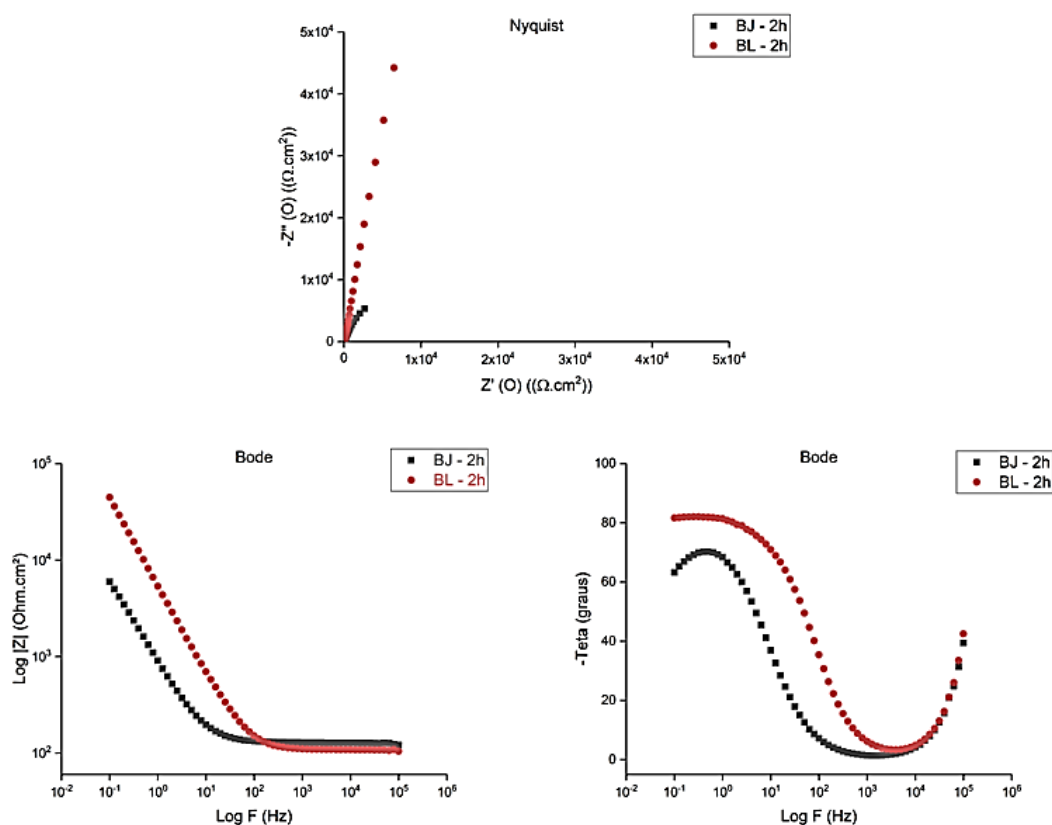 Nyquist
BJ - 2h
BL - 2h
5x10⁴
4x10⁴
3x10⁴
2x10⁴
1x10⁴
0
-Z'' (O) ((Ω.cm²))
0
1x10⁴
2x10⁴
3x10⁴
4x10⁴
5x10⁴
Z' (O) ((Ω.cm²))
Bode
BJ - 2h
BL - 2h
10⁵
10⁴
10³
10²
Log |Z| (Ohm.cm²)
10⁻²
10⁻¹
10⁰
10¹
10²
10³
10⁴
10⁵
10⁶
Log F (Hz)
Bode
BJ - 2h
BL - 2h
100
80
60
40
20
0
-Teta (graus)
10⁻²
10⁻¹
10⁰
10¹
10²
10³
10⁴
10⁵
10⁶
Log F (Hz)